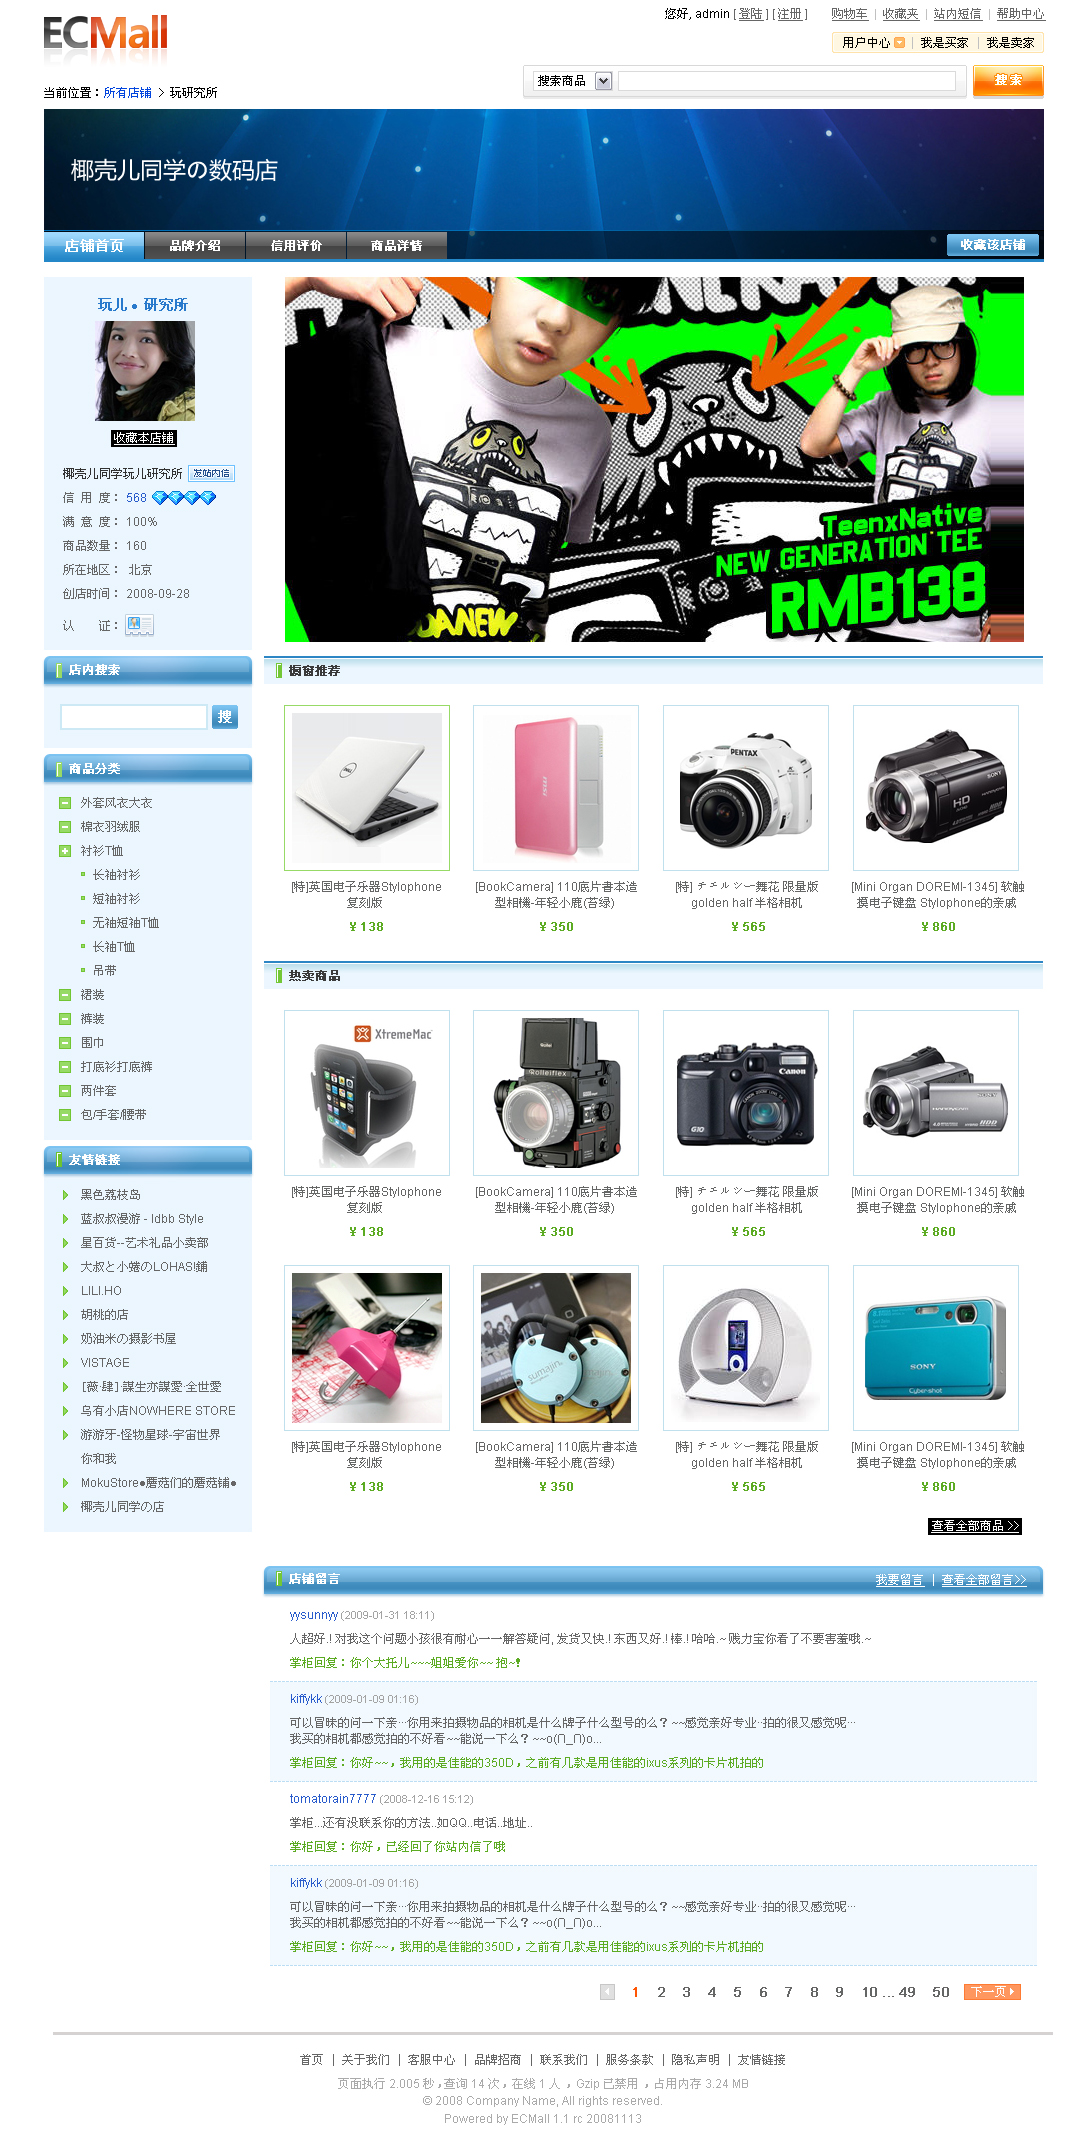 ECMall
您好, admin [ 登陆 ] [ 注册 ] 购物车 | 收藏夹 | 站内短信 | 帮助中心
用户中心 | 我是买家 | 我是卖家
当前位置：所有店铺 > 玩研究所
搜索商品
搜 索
椰壳儿同学の数码店
店铺首页 品牌介绍 信用评价 商品详情 收藏该店铺
玩儿 ● 研究所
收藏本店铺
椰壳儿同学玩儿研究所 发站内信
信 用 度： 568
满 意 度： 100%
商品数量： 160
所在地区： 北京
创店时间： 2008-09-28
认 证：
店内搜索
搜
商品分类
外套风衣大衣
棉衣羽绒服
衬衫T恤
长袖衬衫
短袖衬衫
无袖短袖T恤
长袖T恤
吊带
裙装
裤装
围巾
打底衫打底裤
两件套
包/手套/腰带
友情链接
黑色荔枝岛
蓝叔叔漫游 - ldbb Style
星百货--艺术礼品小卖部
大叔と小蜷のLOHAS!鋪
LILI.HO
胡桃的店
奶油米の摄影书屋
VISTAGE
[薇·肆]·謀生亦謀愛·全世愛
乌有小店NOWHERE STORE
游游牙-怪物星球-宇宙世界
你和我
MokuStore●蘑菇们的蘑菇铺●
椰壳儿同学の店
TeenxNative
NEW GENERATION TEE
RMB138
DANEW
橱窗推荐
DELL
PENTAX
SONY
HD
[特]英国电子乐器Stylophone
复刻版
¥ 138
[BookCamera] 110底片書本造
型相機-年轻小鹿(苔绿)
¥ 350
[特] チェルシー舞花 限量版
golden half 半格相机
¥ 565
[Mini Organ DOREMI-1345] 软触
摸电子键盘 Stylophone的亲戚
¥ 860
热卖商品
XtremeMac
Rolleiflex
Canon
G10
HANDYCAM
HDD
[特]英国电子乐器Stylophone
复刻版
¥ 138
[BookCamera] 110底片書本造
型相機-年轻小鹿(苔绿)
¥ 350
[特] チェルシー舞花 限量版
golden half 半格相机
¥ 565
[Mini Organ DOREMI-1345] 软触
摸电子键盘 Stylophone的亲戚
¥ 860
sumajin
SONY
Cyber-shot
[特]英国电子乐器Stylophone
复刻版
¥ 138
[BookCamera] 110底片書本造
型相機-年轻小鹿(苔绿)
¥ 350
[特] チェルシー舞花 限量版
golden half 半格相机
¥ 565
[Mini Organ DOREMI-1345] 软触
摸电子键盘 Stylophone的亲戚
¥ 860
查看全部商品 >>
店铺留言 我要留言 | 查看全部留言>>
yysunnyy (2009-01-31 18:11)
人超好.! 对我这个问题小孩很有耐心一一解答疑问, 发货又快.! 东西又好.! 棒.! 哈哈.~ 贱力宝你看了不要害羞哦.~
掌柜回复：你个大托儿~~~姐姐爱你~~ 抱~!
kiffykk (2009-01-09 01:16)
可以冒昧的问一下亲···你用来拍摄物品的相机是什么牌子什么型号的么？~~感觉亲好专业··拍的很又感觉呢···
我买的相机都感觉拍的不好看~~能说一下么？~~o(∩_∩)o...
掌柜回复：你好~~，我用的是佳能的350D，之前有几款是用佳能的ixus系列的卡片机拍的
tomatorain7777 (2008-12-16 15:12)
掌柜...还有没联系你的方法..如QQ..电话..地址..
掌柜回复：你好，已经回了你站内信了哦
kiffykk (2009-01-09 01:16)
可以冒昧的问一下亲···你用来拍摄物品的相机是什么牌子什么型号的么？~~感觉亲好专业··拍的很又感觉呢···
我买的相机都感觉拍的不好看~~能说一下么？~~o(∩_∩)o...
掌柜回复：你好~~，我用的是佳能的350D，之前有几款是用佳能的ixus系列的卡片机拍的
1 2 3 4 5 6 7 8 9 10 ... 49 50 下一页
首页 | 关于我们 | 客服中心 | 品牌招商 | 联系我们 | 服务条款 | 隐私声明 | 友情链接
页面执行 2.005 秒，查询 14 次，在线 1 人 ，Gzip 已禁用 ，占用内存 3.24 MB
© 2008 Company Name, All rights reserved.
Powered by ECMall 1.1 rc 20081113